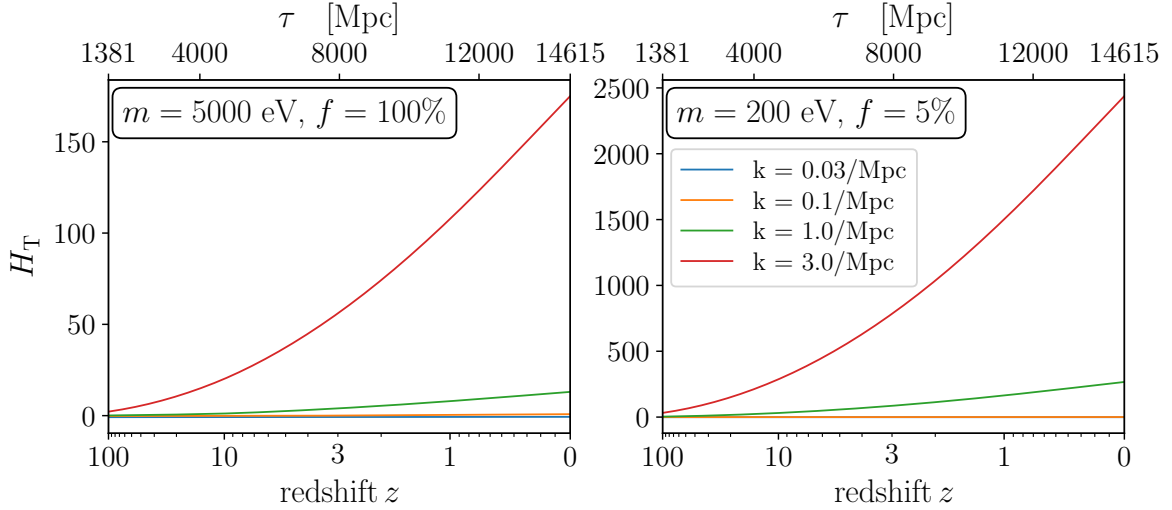 τ [Mpc]
1381 4000 8000 12000 14615
m = 5000 eV, f = 100%
H_T
150
100
50
0
100 10 3 1 0
redshift z
τ [Mpc]
1381 4000 8000 12000 14615
m = 200 eV, f = 5%
2500
2000
1500
1000
500
0
k = 0.03/Mpc
k = 0.1/Mpc
k = 1.0/Mpc
k = 3.0/Mpc
100 10 3 1 0
redshift z